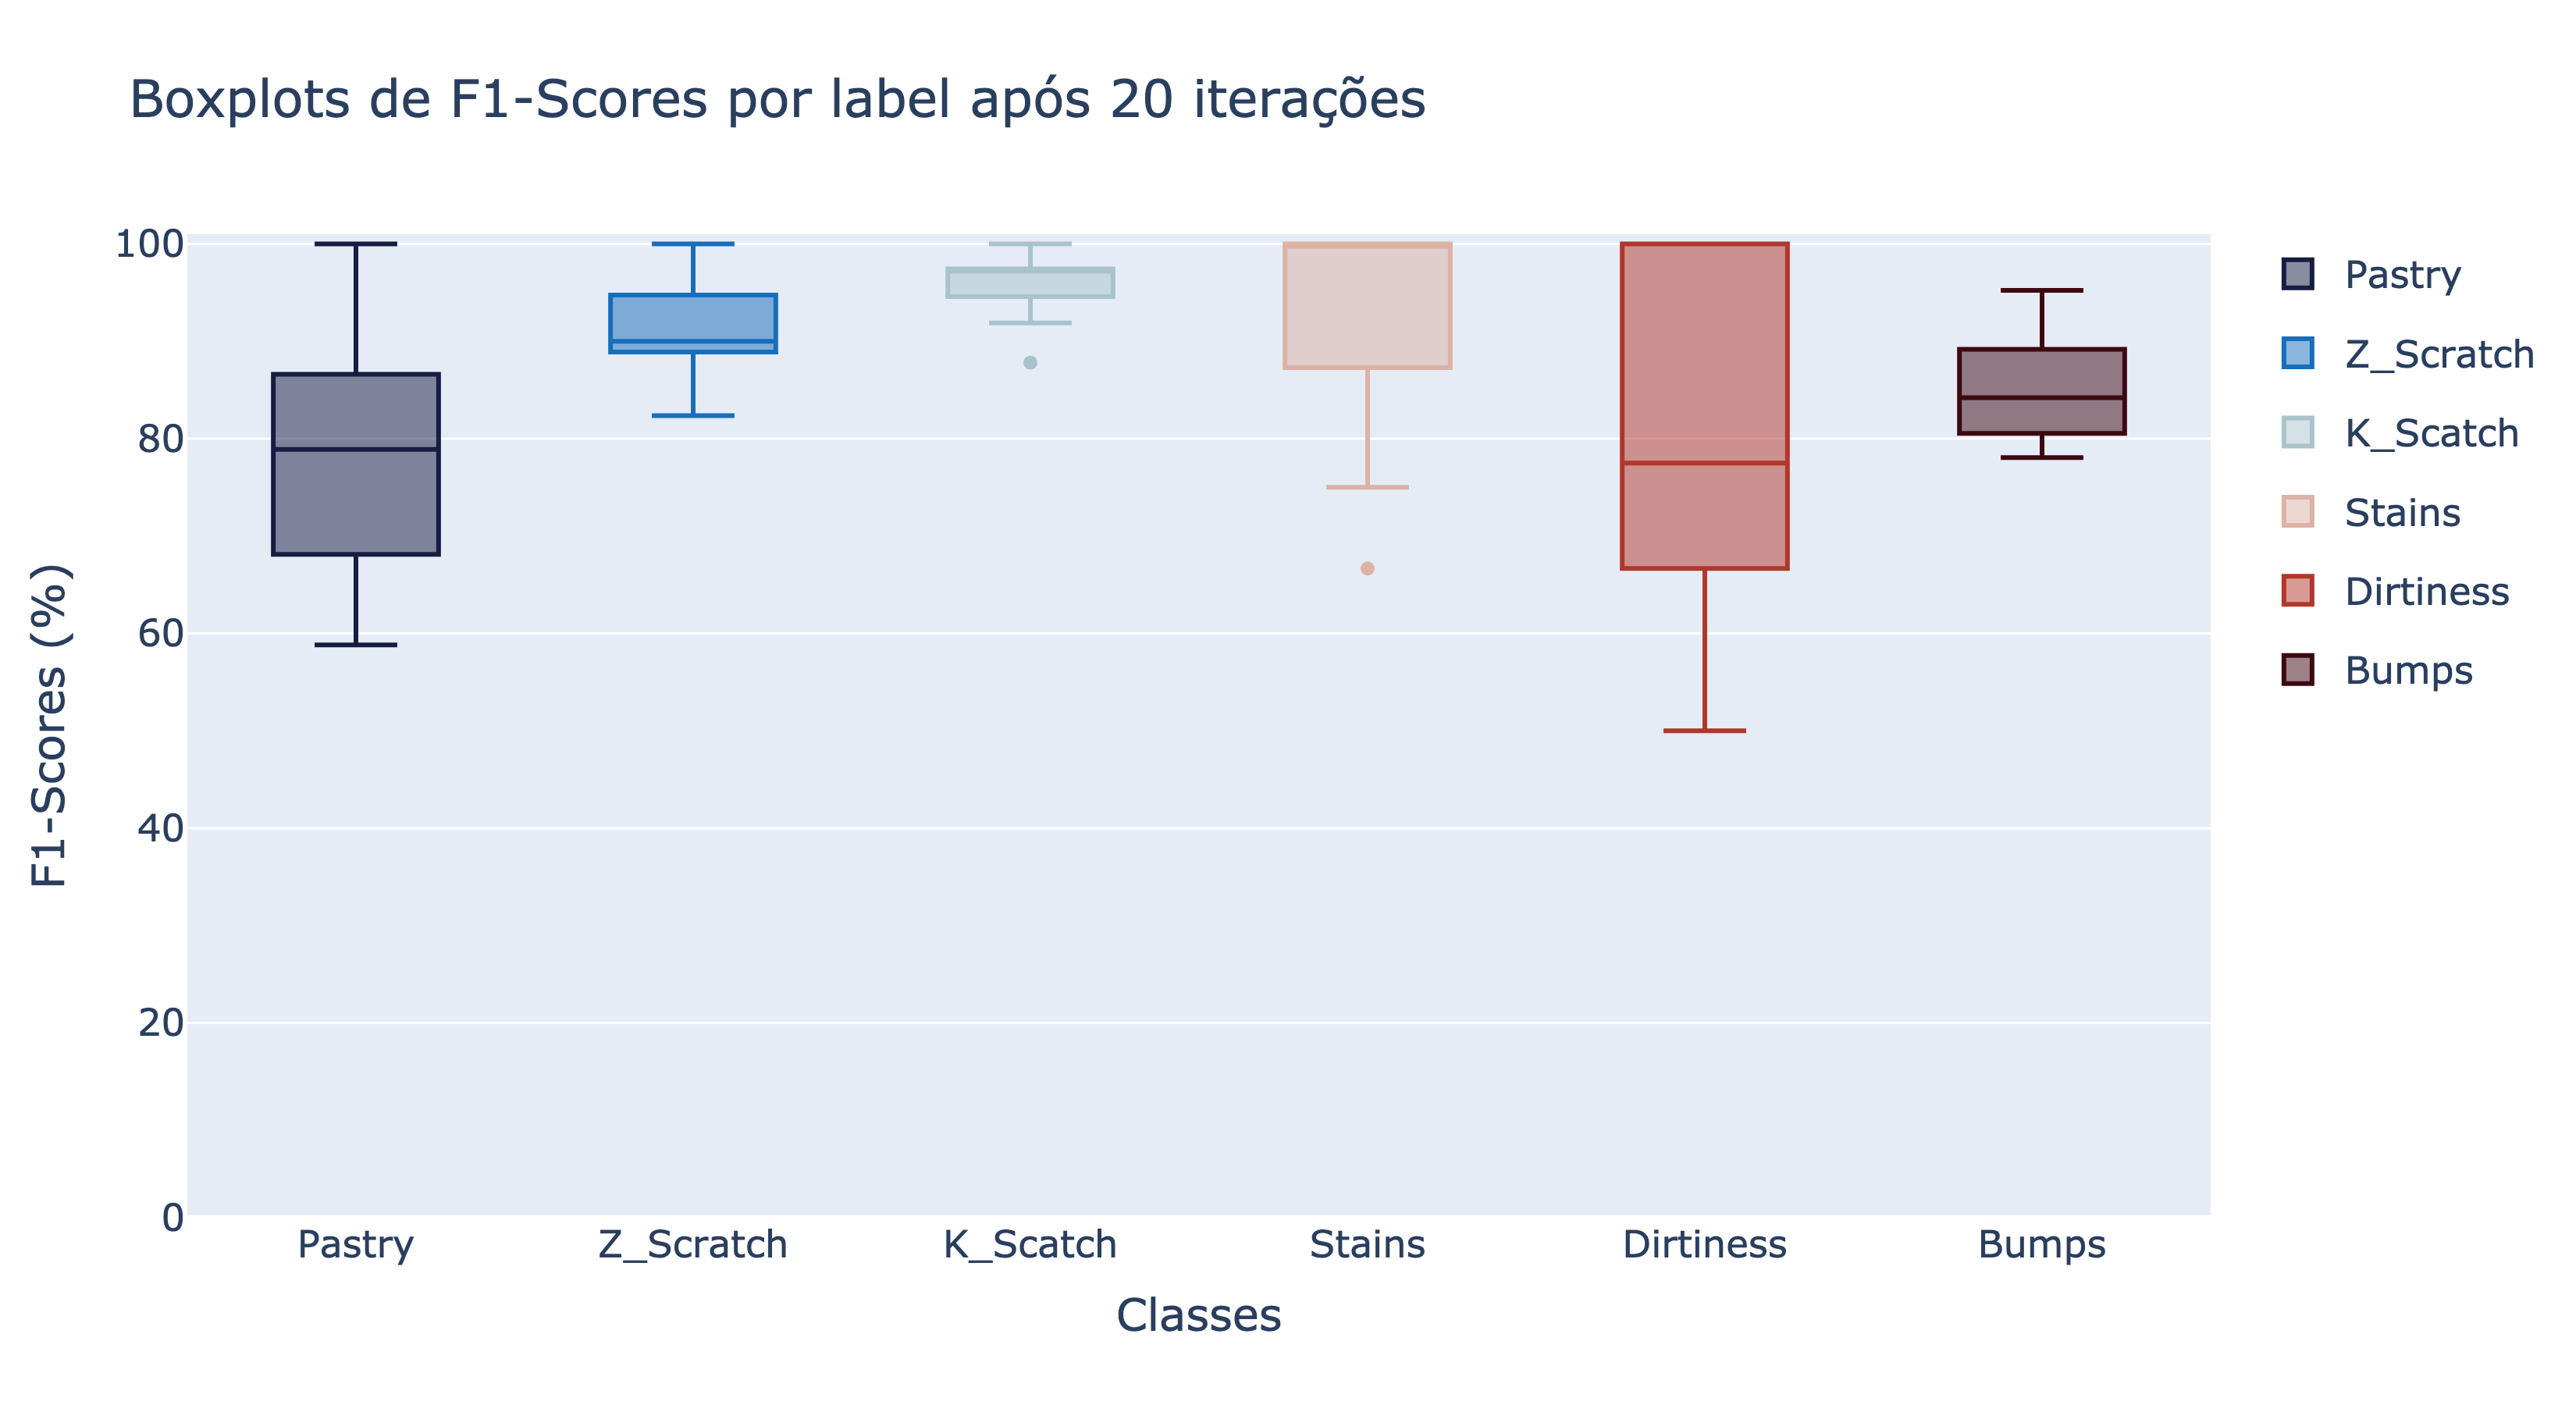 Boxplots de F1-Scores por label após 20 iterações
100
80
60
40
20
0
F1-Scores (%)
Pastry
Z_Scratch
K_Scatch
Stains
Dirtiness
Bumps
Classes
Pastry
Z_Scratch
K_Scatch
Stains
Dirtiness
Bumps